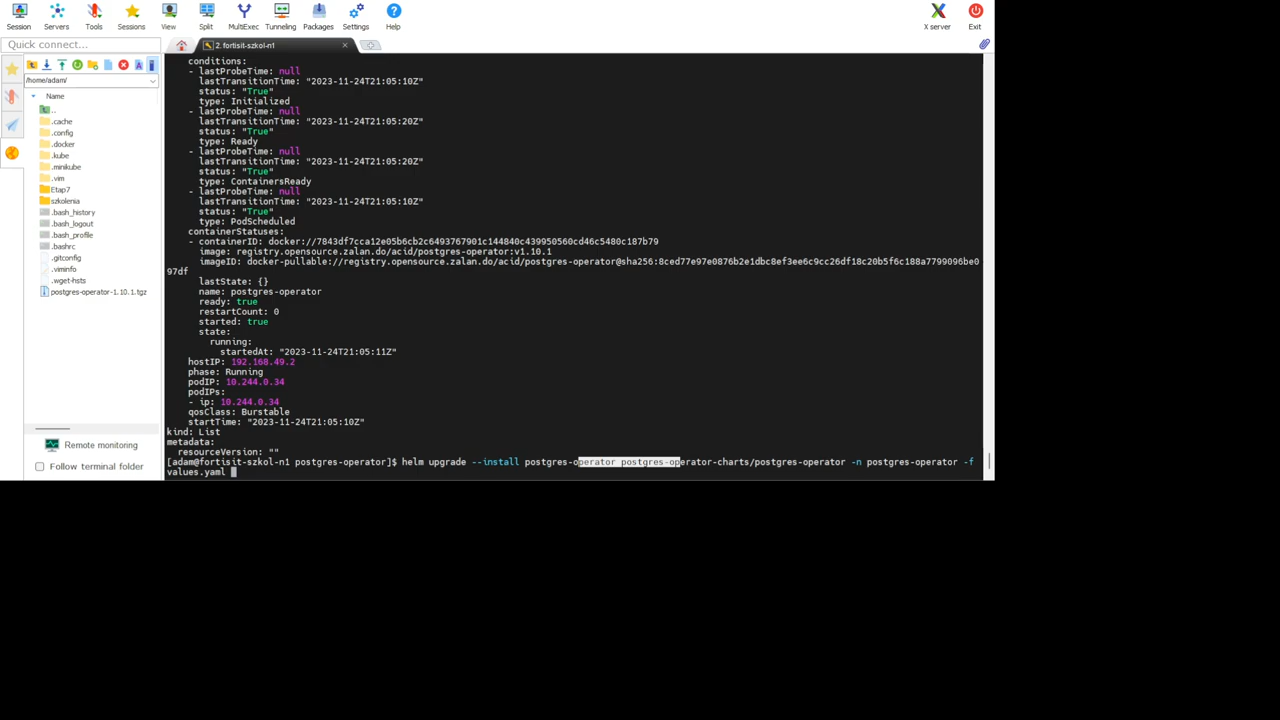 Session Servers Tools Sessions View Split MultiExec Tunneling Packages Settings Help X server Exit
Quick connect...
2. fortisit-szkol-n1
/home/adam/
Name
..
.cache
.config
.docker
.kube
.minikube
.vim
Etap7
szkolenia
.bash_history
.bash_logout
.bash_profile
.bashrc
.gitconfig
.viminfo
.wget-hsts
postgres-operator-1.10.1.tgz
Remote monitoring
Follow terminal folder
conditions:
- lastProbeTime: null
lastTransitionTime: "2023-11-24T21:05:10Z"
status: "True"
type: Initialized
- lastProbeTime: null
lastTransitionTime: "2023-11-24T21:05:20Z"
status: "True"
type: Ready
- lastProbeTime: null
lastTransitionTime: "2023-11-24T21:05:20Z"
status: "True"
type: ContainersReady
- lastProbeTime: null
lastTransitionTime: "2023-11-24T21:05:10Z"
status: "True"
type: PodScheduled
containerStatuses:
- containerID: docker://7843df7cca12e05b6cb2c6493767901c144840c439950560cd46c5480c187b79
image: registry.opensource.zalan.do/acid/postgres-operator:v1.10.1
imageID: docker-pullable://registry.opensource.zalan.do/acid/postgres-operator@sha256:8ced77e97e0876b2e1dbc8ef3ee6c9cc26df18c20b5f6c188a7799096be0
97df
lastState: {}
name: postgres-operator
ready: true
restartCount: 0
started: true
state:
running:
startedAt: "2023-11-24T21:05:11Z"
hostIP: 192.168.49.2
phase: Running
podIP: 10.244.0.34
podIPs:
- ip: 10.244.0.34
qosClass: Burstable
startTime: "2023-11-24T21:05:10Z"
kind: List
metadata:
resourceVersion: ""
[adam@fortisit-szkol-n1 postgres-operator]$ helm upgrade --install postgres-operator postgres-operator-charts/postgres-operator -n postgres-operator -f
values.yaml